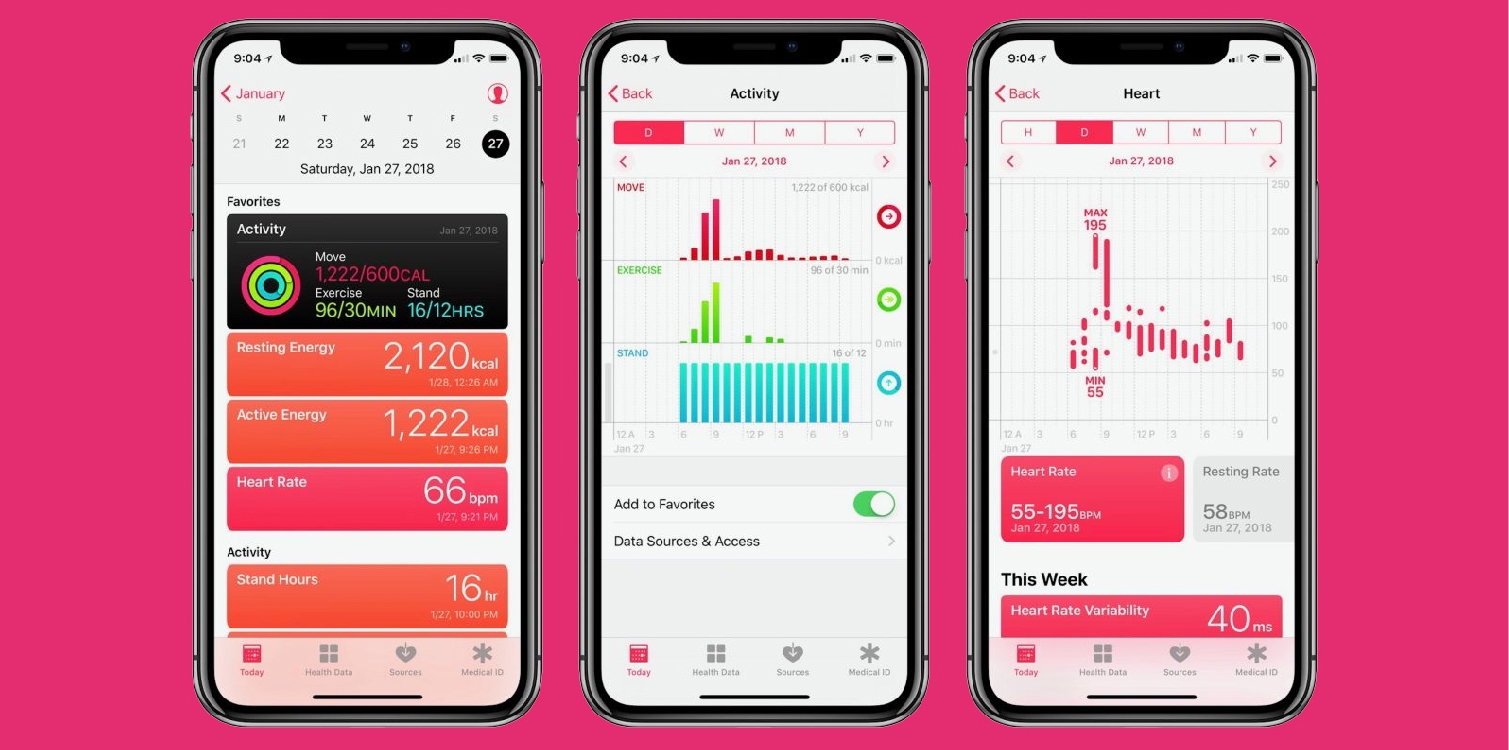 9:04
January
S M T W T F S
21 22 23 24 25 26 27
Saturday, Jan 27, 2018
Favorites
Activity Jan 27, 2018
Move
1,222/600CAL
Exercise Stand
96/30MIN 16/12HRS
Resting Energy 2,120 kcal
1/28, 12:26 AM
Active Energy 1,222 kcal
1/27, 9:26 PM
Heart Rate 66 bpm
1/27, 9:21 PM
Activity
Stand Hours 16 hr
1/27, 10:00 PM
Today Health Data Sources Medical ID
9:04
Back Activity
D W M Y
Jan 27, 2018
MOVE 1,222 of 600 kcal
0 kcal
EXERCISE 96 of 30 min
0 min
STAND 16 of 12
0 hr
12 A 3 6 9 12 P 3 6 9
Jan 27
Add to Favorites
Data Sources & Access
Today Health Data Sources Medical ID
9:04
Back Heart
H D W M Y
Jan 27, 2018
250
MAX
195
200
150
100
50
MIN
55
0
12 A 3 6 9 12 P 3 6 9
Jan 27
Heart Rate i Resting Rate
55-195 BPM 58 BPM
Jan 27, 2018 Jan 27, 2018
This Week
Heart Rate Variability 40 ms
Today Health Data Sources Medical ID